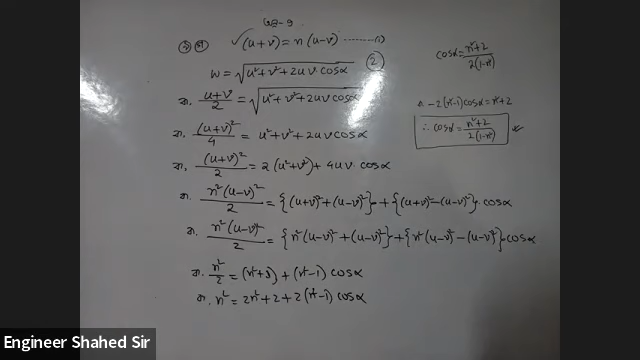 (u+v) = n (u-v) ------(1)
w = √u²+v²+2uv cosα (2)
বা, u+v/2 = √u²+v²+2uv cosα
বা, (u+v)²/4 = u²+v²+2uv cosα
বা, (u+v)²/2 = 2(u²+v²)+4uv cosα
বা, n²(u-v)²/2 = {(u+v)²+(u-v)²} + {(u+v)²-(u-v)²} cosα
বা, n²(u-v)²/2 = {n²(u-v)²+(u-v)²} + {n²(u-v)²-(u-v)²} cosα
বা, n²/2 = (n²+1) + (n²-1) cosα
বা, n² = 2n²+2+2(n²-1) cosα
cosα = n²+2/2(1-n²)
বা -2(n²-1)cosα = n²+2
∴ cosα = n²+2/2(1-n²)
Engineer Shahed Sir